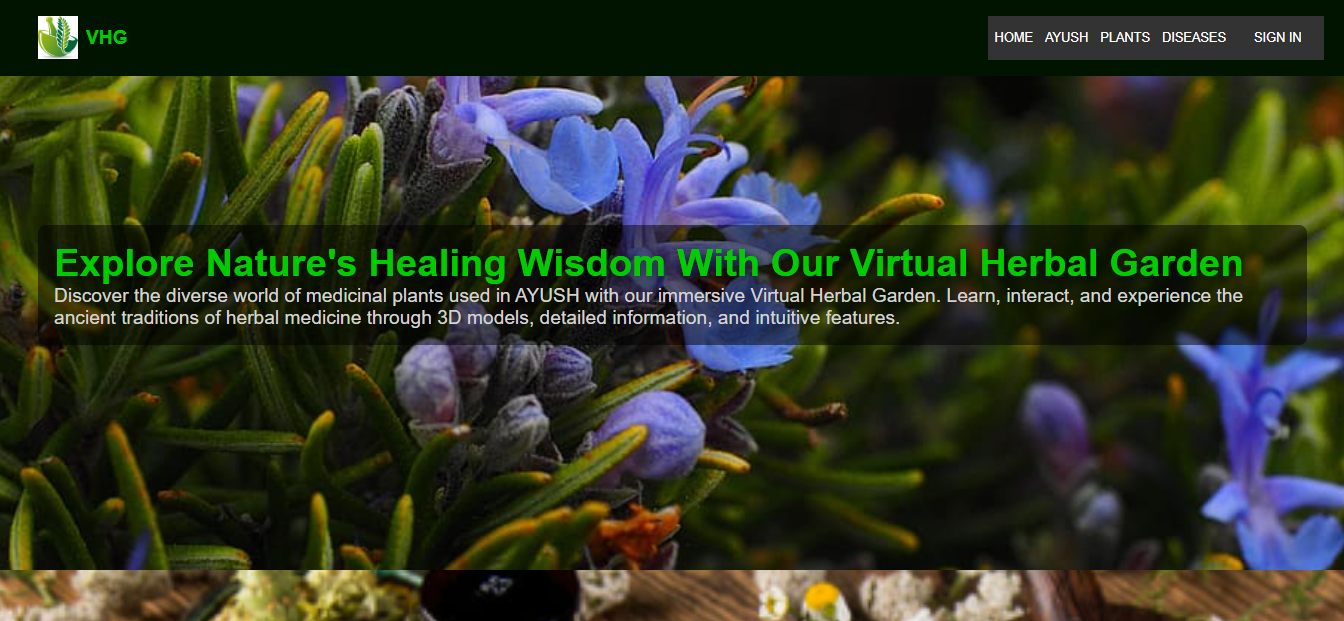 VHG
HOME AYUSH PLANTS DISEASES SIGN IN
Explore Nature's Healing Wisdom With Our Virtual Herbal Garden
Discover the diverse world of medicinal plants used in AYUSH with our immersive Virtual Herbal Garden. Learn, interact, and experience the
ancient traditions of herbal medicine through 3D models, detailed information, and intuitive features.